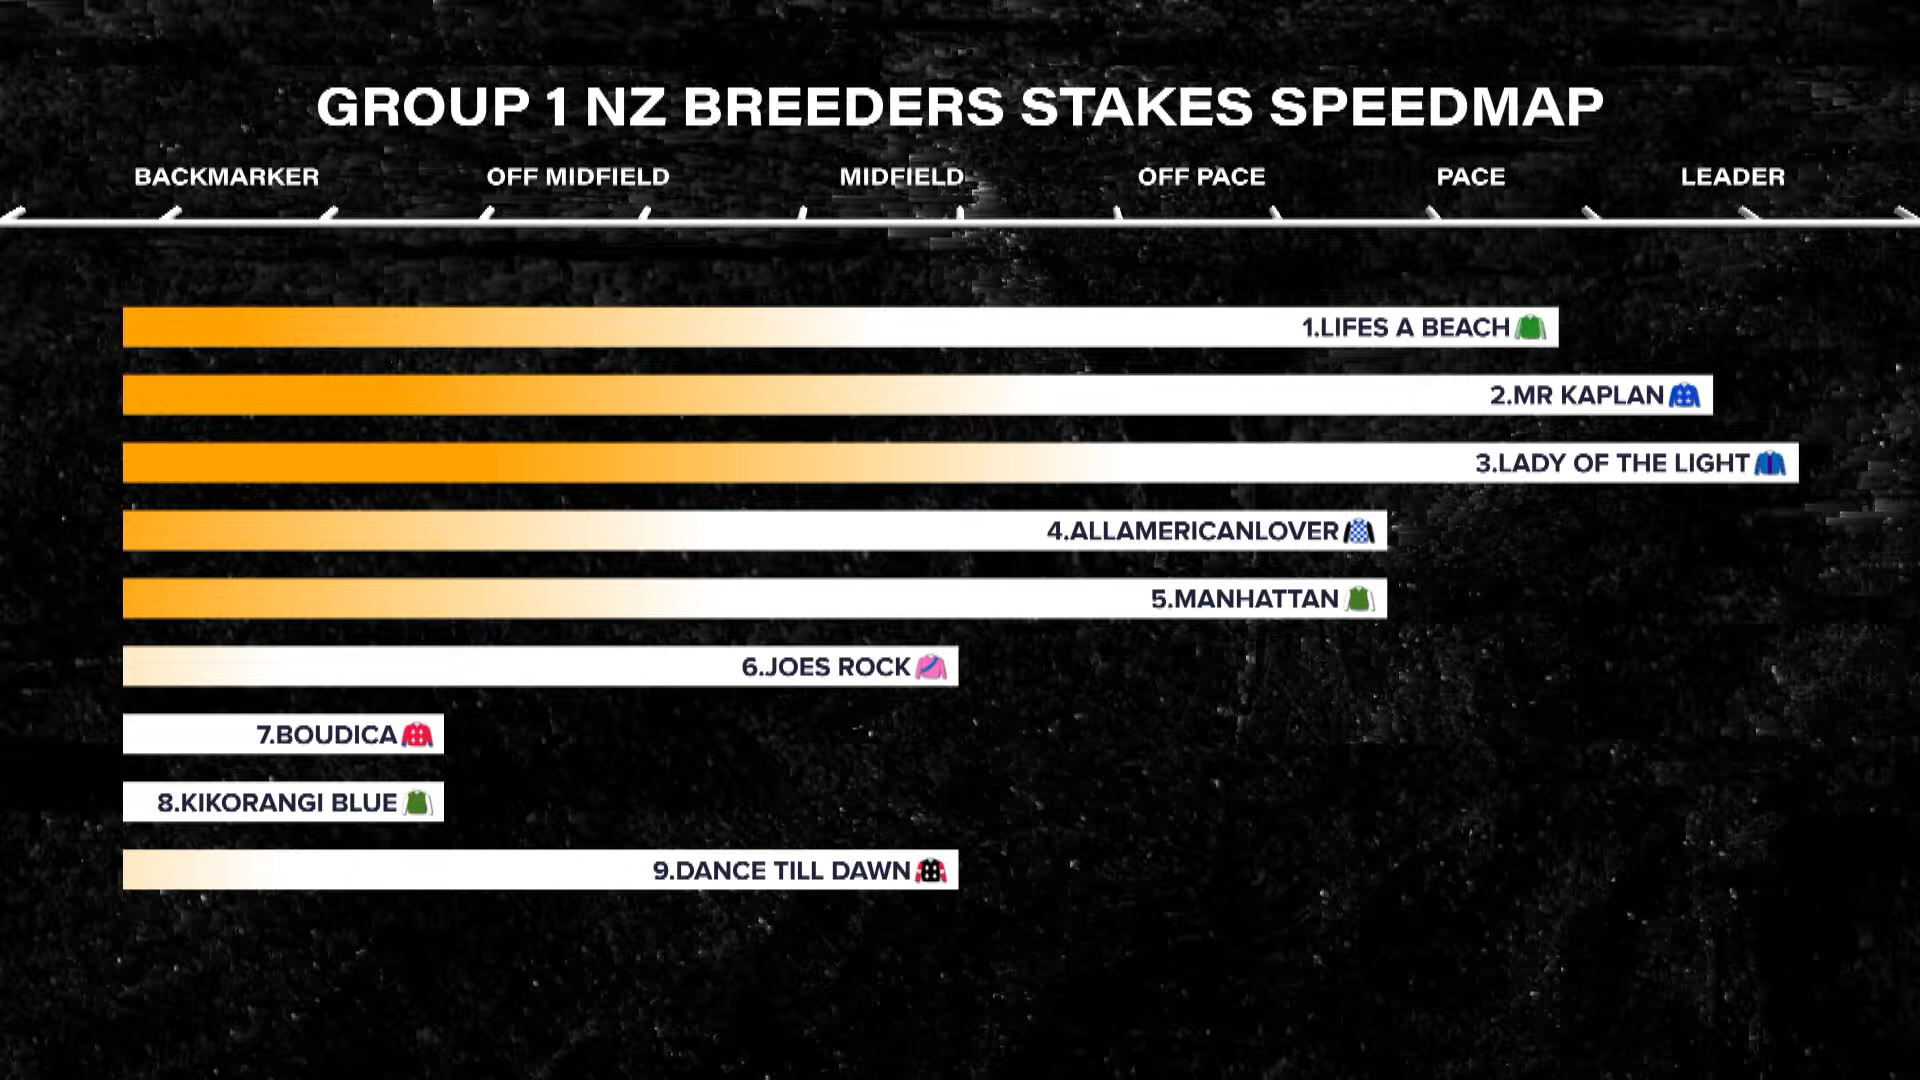 GROUP 1 NZ BREEDERS STAKES SPEEDMAP
BACKMARKER OFF MIDFIELD MIDFIELD OFF PACE PACE LEADER
1.LIFES A BEACH
2.MR KAPLAN
3.LADY OF THE LIGHT
4.ALLAMERICANLOVER
5.MANHATTAN
6.JOES ROCK
7.BOUDICA
8.KIKORANGI BLUE
9.DANCE TILL DAWN